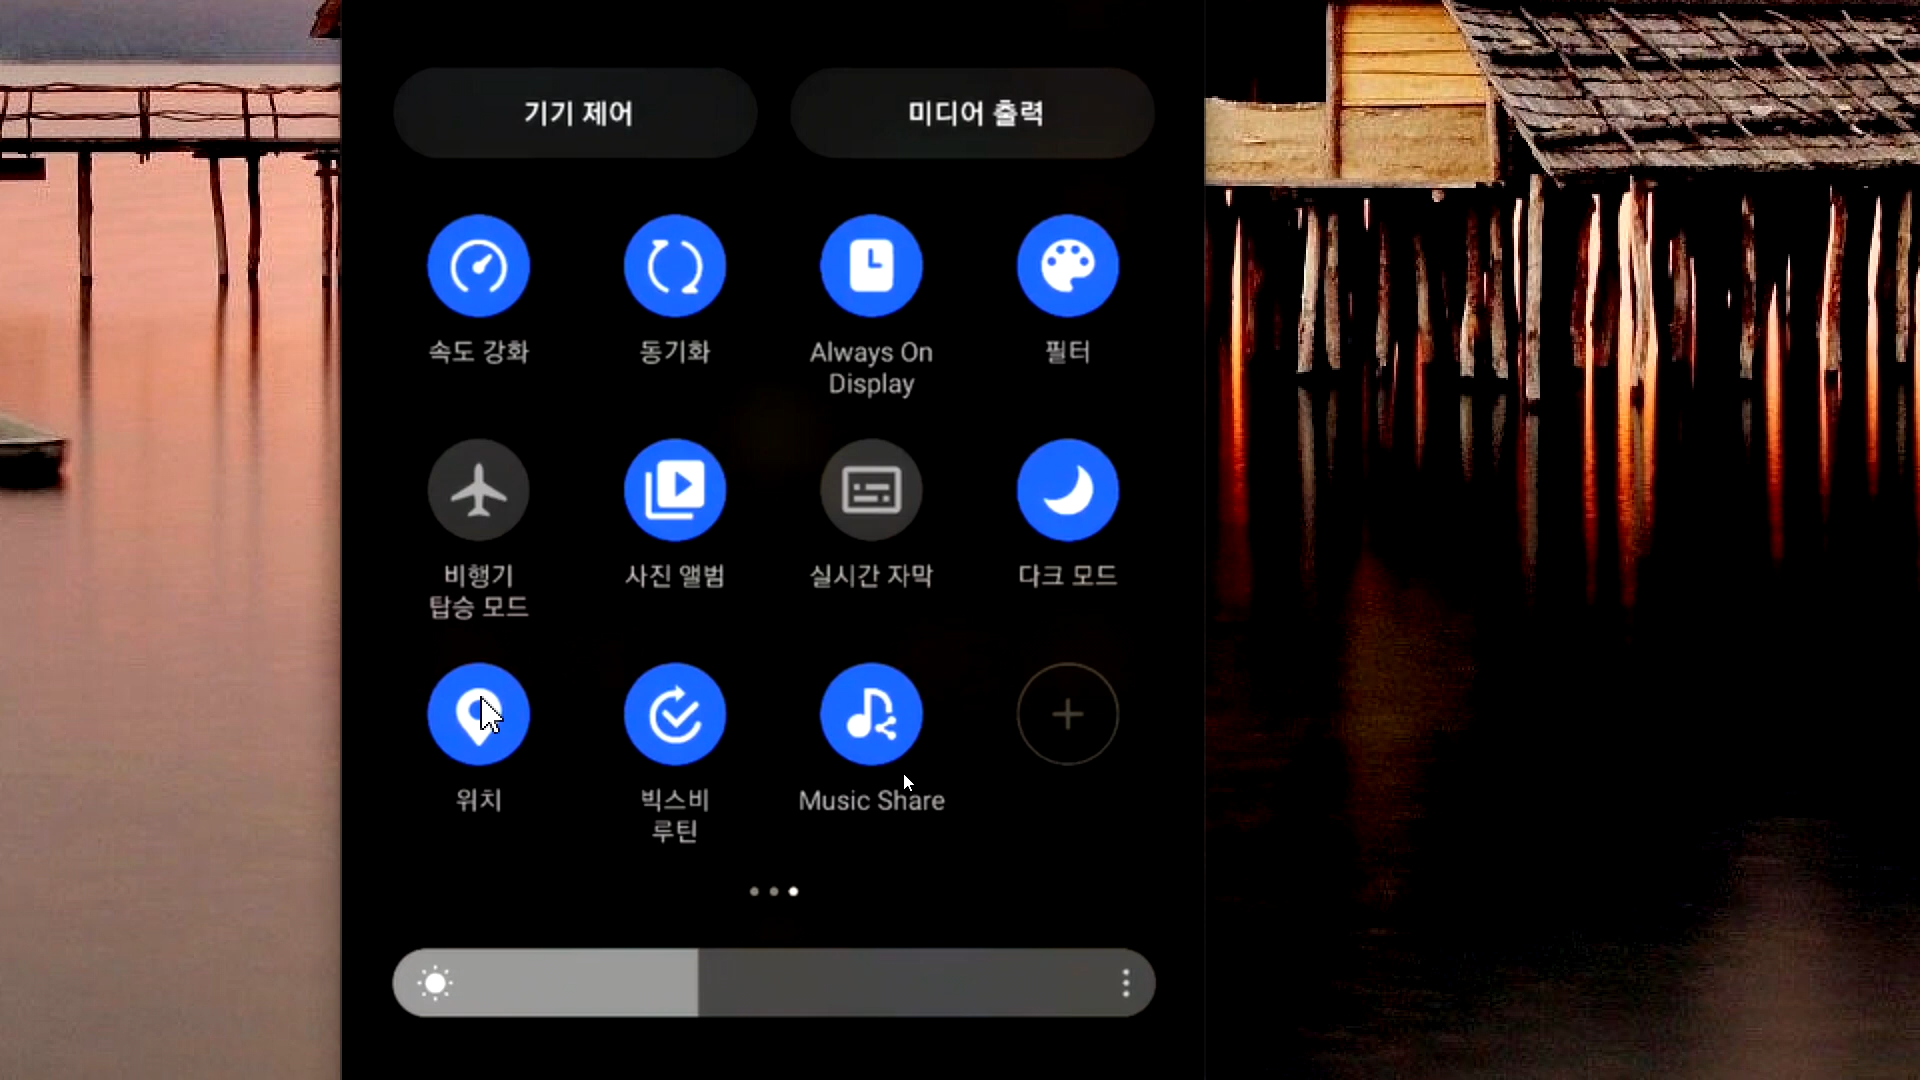 기기 제어
미디어 출력
속도 강화
동기화
Always On
Display
필터
비행기
탑승 모드
사진 앨범
실시간 자막
다크 모드
위치
빅스비
루틴
Music Share